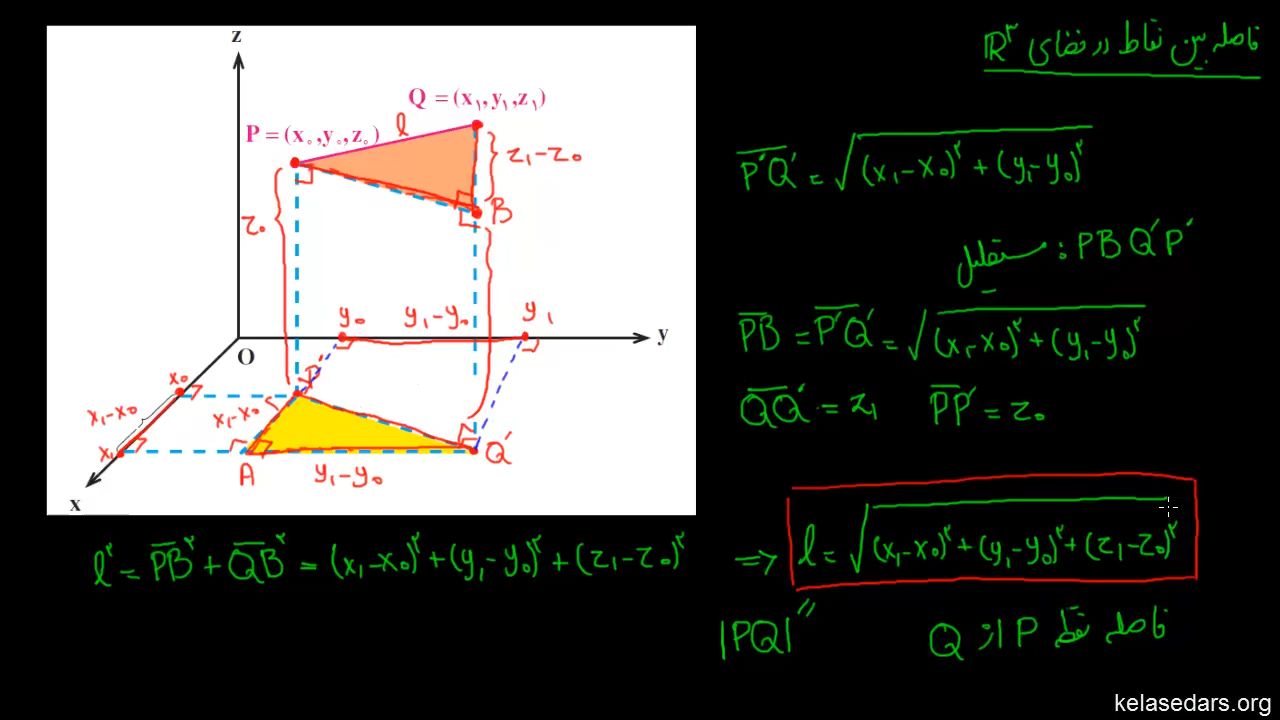 فاصله بین نقاط در فضای R³
z
Q = (x₁, y₁, z₁)
P = (x₀, y₀, z₀)
l
z₁-z₀
B
z₀
y₀
y₁-y₀
y₁
y
O
x₀
P'
x₁-x₀
x₁-x₀
x₁
A
y₁-y₀
Q'
x
P'Q' = √(x₁-x₀)² + (y₁-y₀)²
مستطیل : PBQ'P'
PB = P'Q' = √(x₁-x₀)² + (y₁-y₀)²
QQ' = z₁ PP' = z₀
l² = PB² + QB² = (x₁-x₀)² + (y₁-y₀)² + (z₁-z₀)²
=> l = √(x₁-x₀)² + (y₁-y₀)² + (z₁-z₀)²
|PQ| "
فاصله نقطه P از Q
kelasedars.org